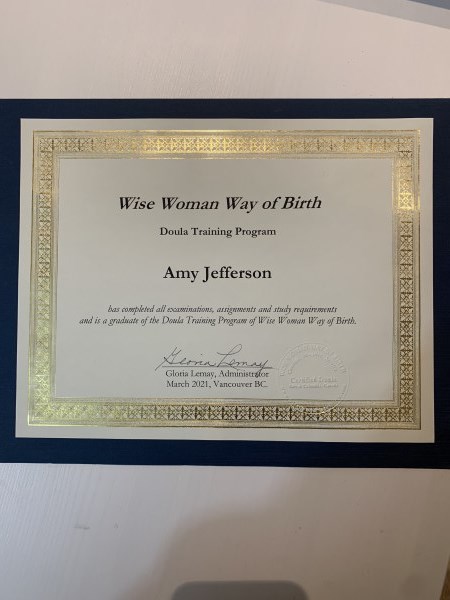 Wise Woman Way of Birth
Doula Training Program
Amy Jefferson
has completed all examinations, assignments and study requirements
and is a graduate of the Doula Training Program of Wise Woman Way of Birth.
Gloria Lemay
Gloria Lemay, Administrator
March 2021, Vancouver BC.